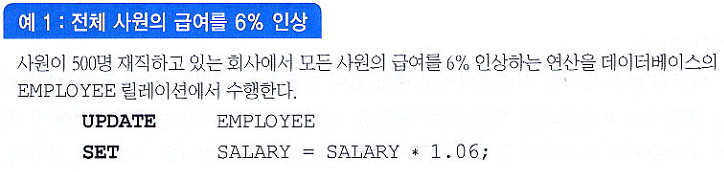 예 1 : 전체 사원의 급여를 6% 인상
사원이 500명 재직하고 있는 회사에서 모든 사원의 급여를 6% 인상하는 연산을 데이터베이스의
EMPLOYEE 릴레이션에서 수행한다.
UPDATE EMPLOYEE
SET SALARY = SALARY * 1.06;